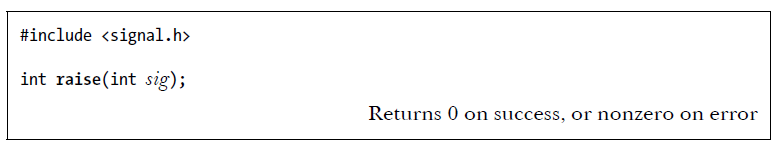 #include <signal.h>
int raise(int sig);
Returns 0 on success, or nonzero on error